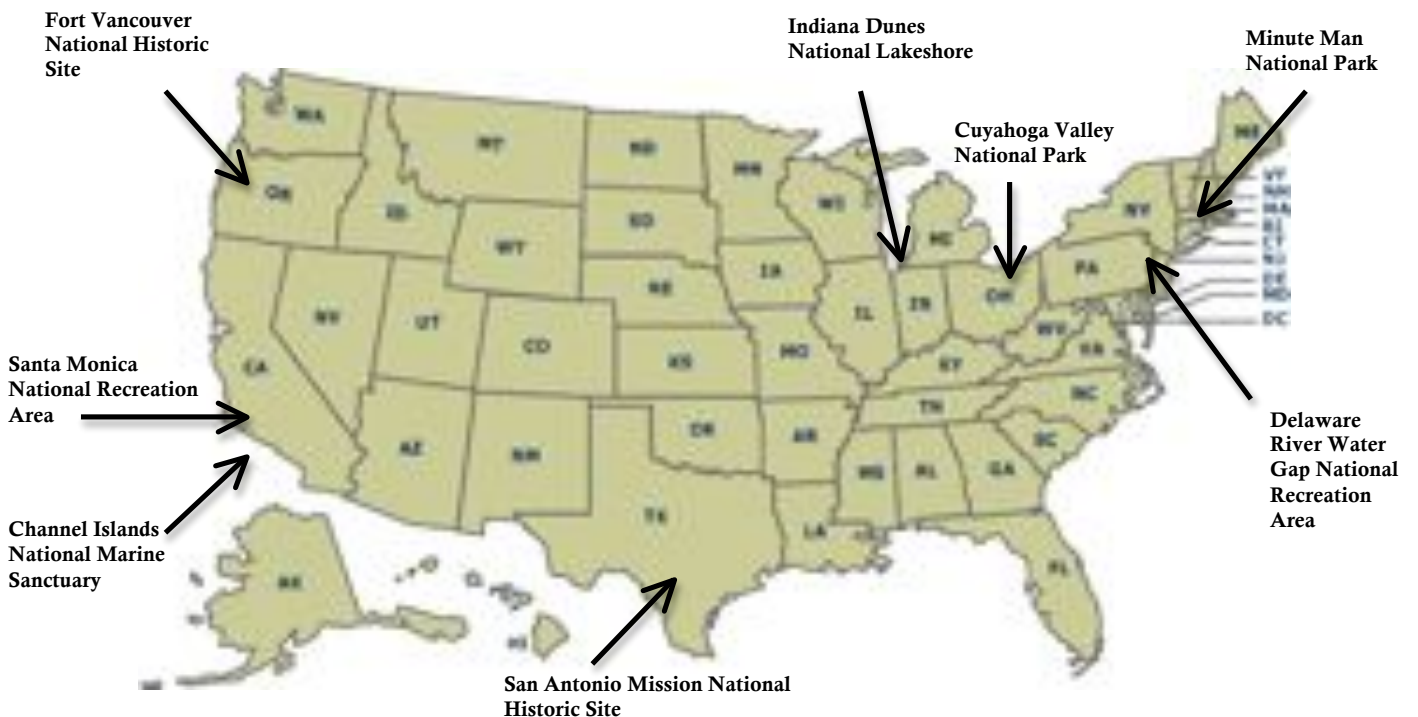 Fort Vancouver
National Historic
Site
Indiana Dunes
National Lakeshore
Minute Man
National Park
Cuyahoga Valley
National Park
Santa Monica
National Recreation
Area
Channel Islands
National Marine
Sanctuary
San Antonio Mission National
Historic Site
Delaware
River Water
Gap National
Recreation
Area
WA
MT
ND
MN
ME
OR
ID
SD
WI
MI
NY
IA
PA
NE
NV
UT
CO
IL
IN
OH
WV
VA
CA
KS
MO
KY
NC
TN
AZ
NM
OK
AR
SC
MS
AL
GA
TX
LA
FL
AK
HI
VT
NH
MA
RI
CT
NJ
DE
MD
DC